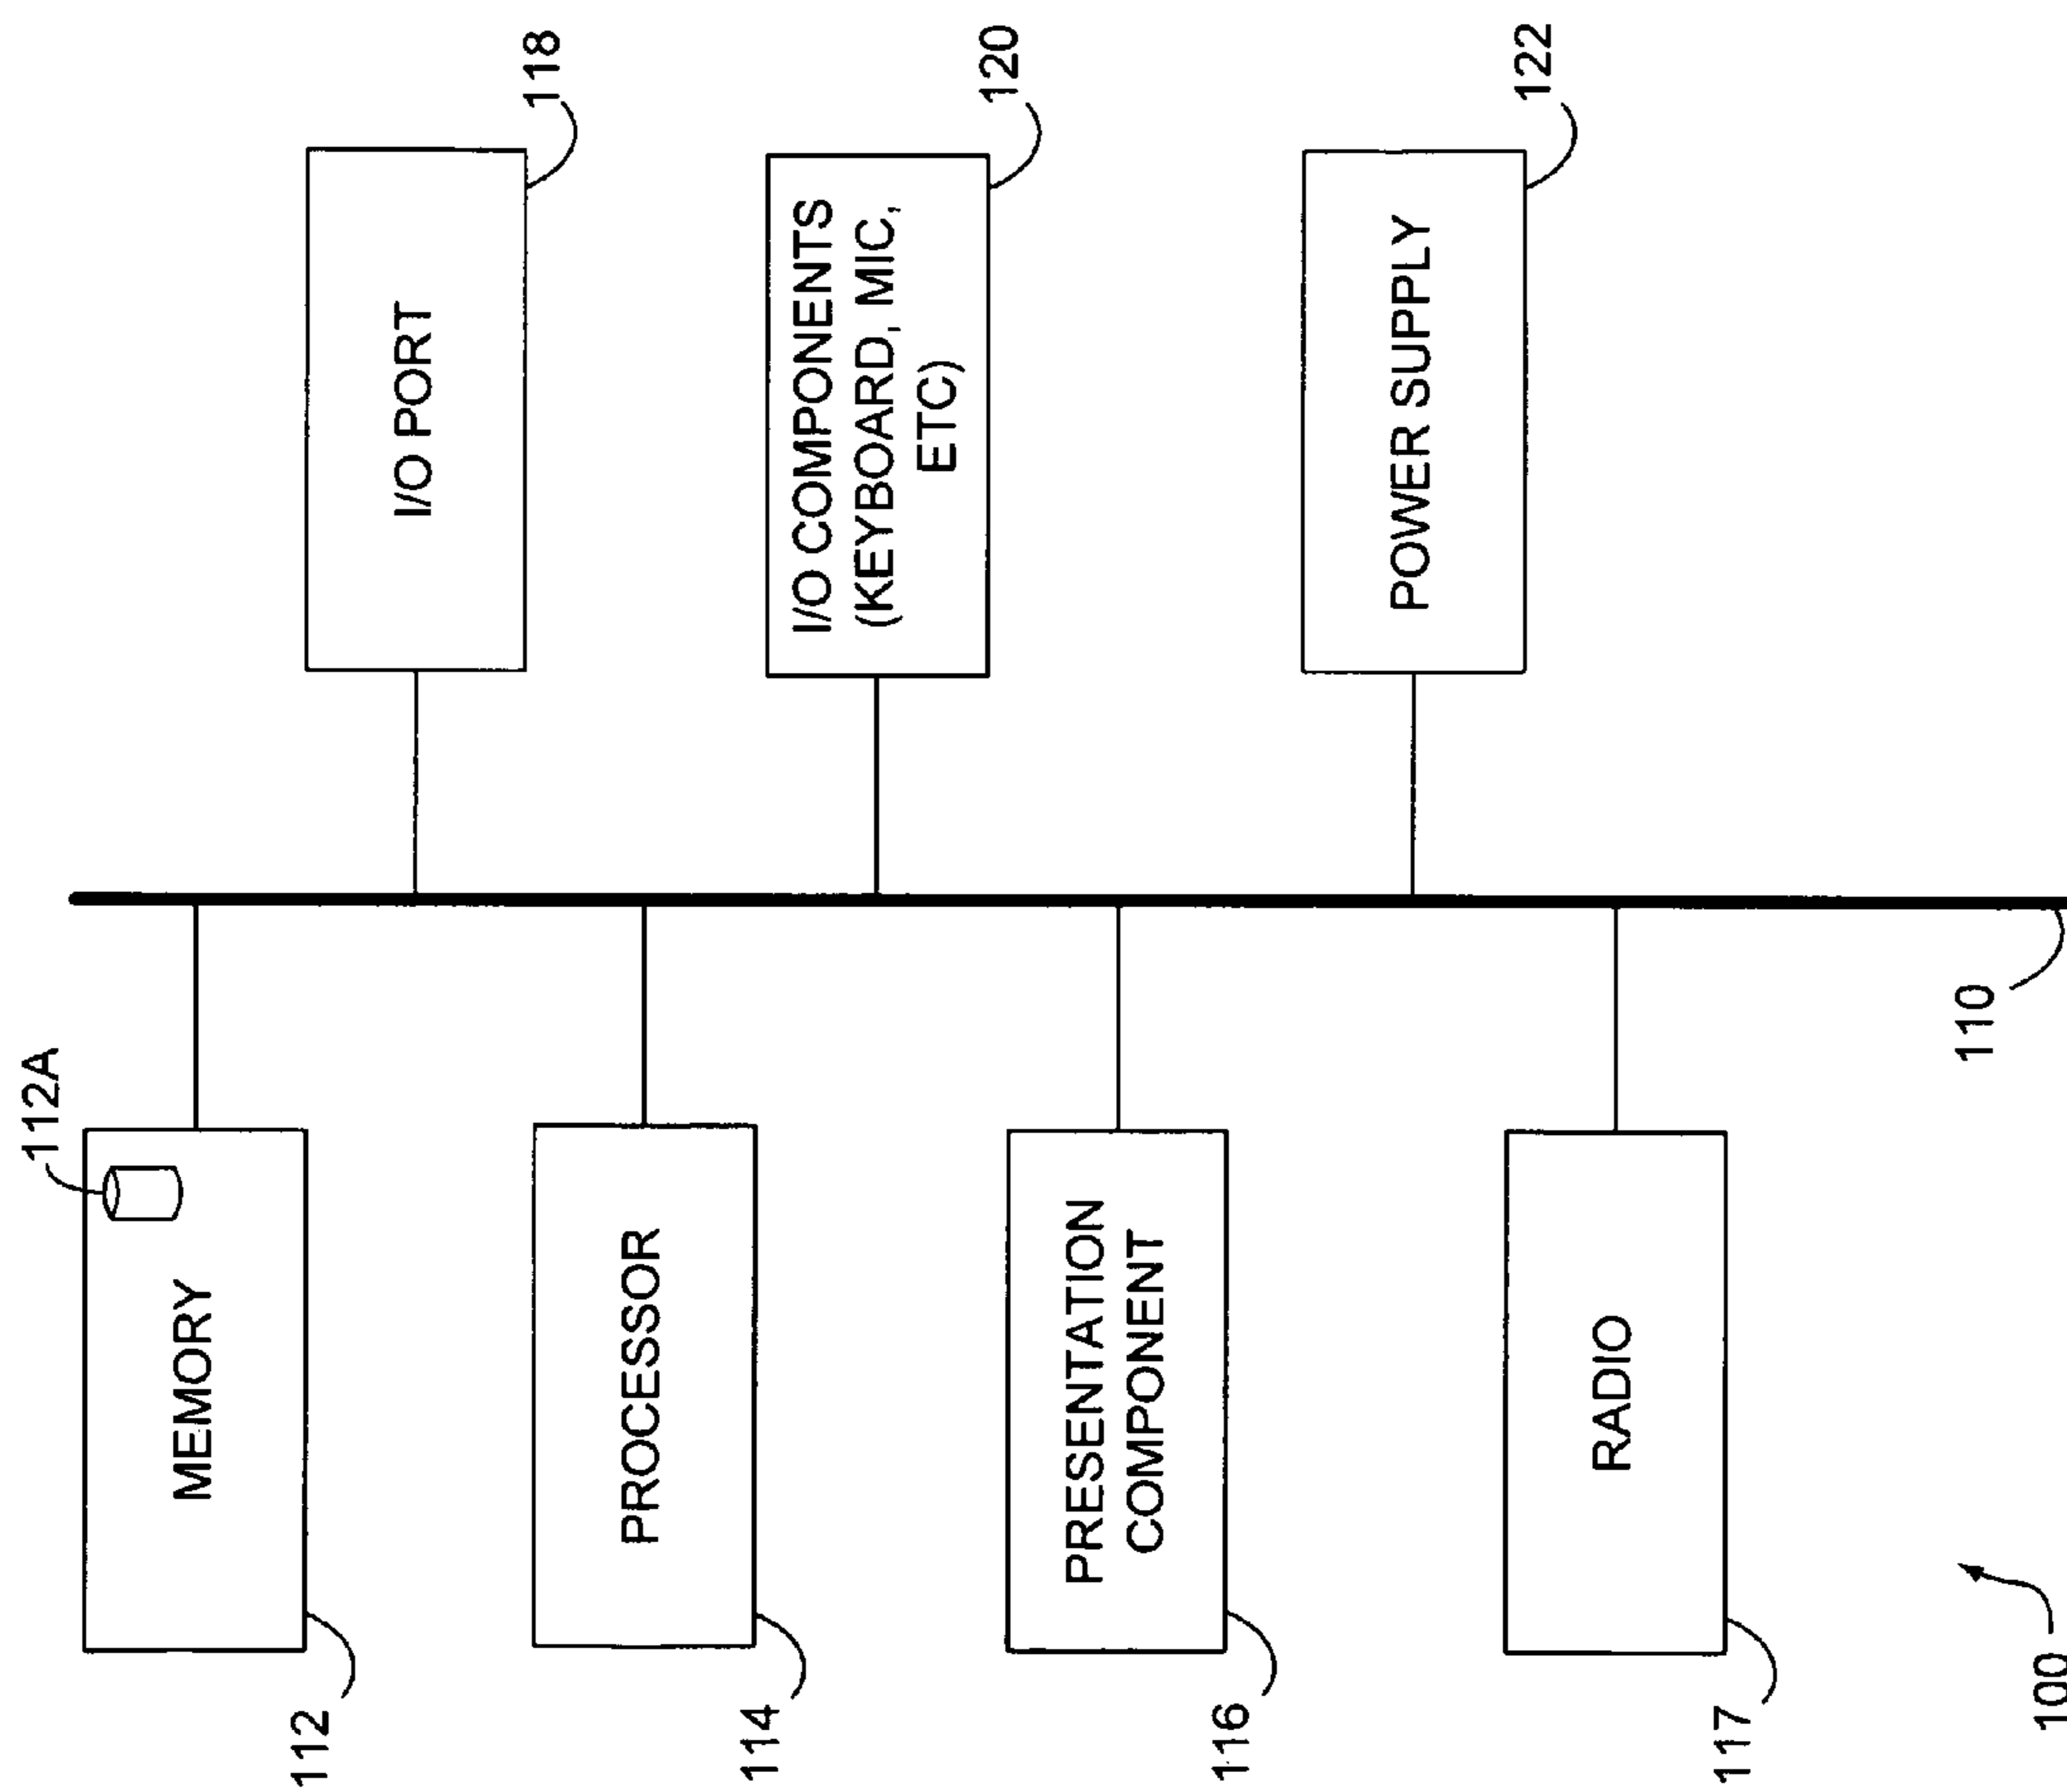 112A
MEMORY
112
I/O PORT
118
PROCESSOR
114
I/O COMPONENTS
(KEYBOARD, MIC,
ETC)
120
PRESENTATION
COMPONENT
116
POWER SUPPLY
122
RADIO
117
110
100